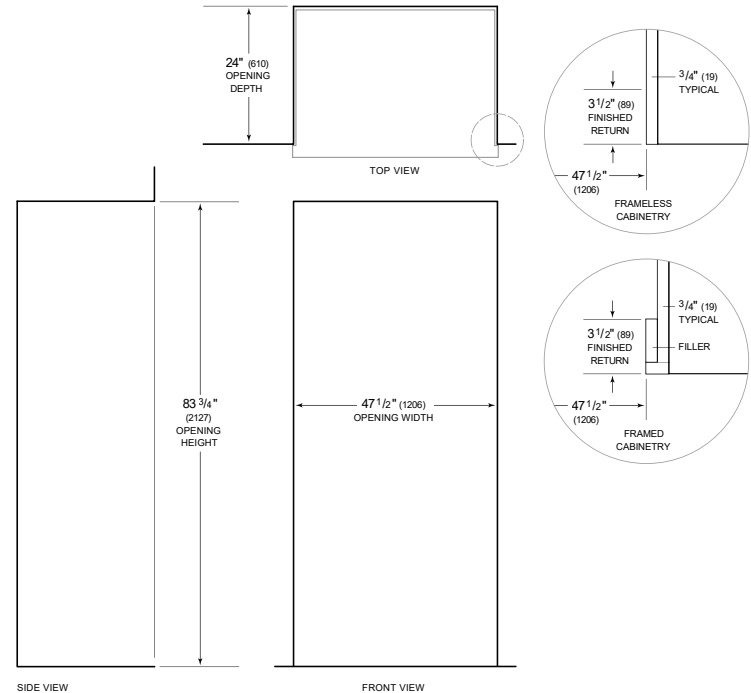 24" (610)
OPENING
DEPTH
TOP VIEW
3/4" (19)
TYPICAL
3 1/2" (89)
FINISHED
RETURN
47 1/2"
(1206)
FRAMELESS
CABINETRY
3/4" (19)
TYPICAL
3 1/2" (89)
FINISHED
RETURN
FILLER
47 1/2"
(1206)
FRAMED
CABINETRY
83 3/4"
(2127)
OPENING
HEIGHT
47 1/2" (1206)
OPENING WIDTH
SIDE VIEW
FRONT VIEW